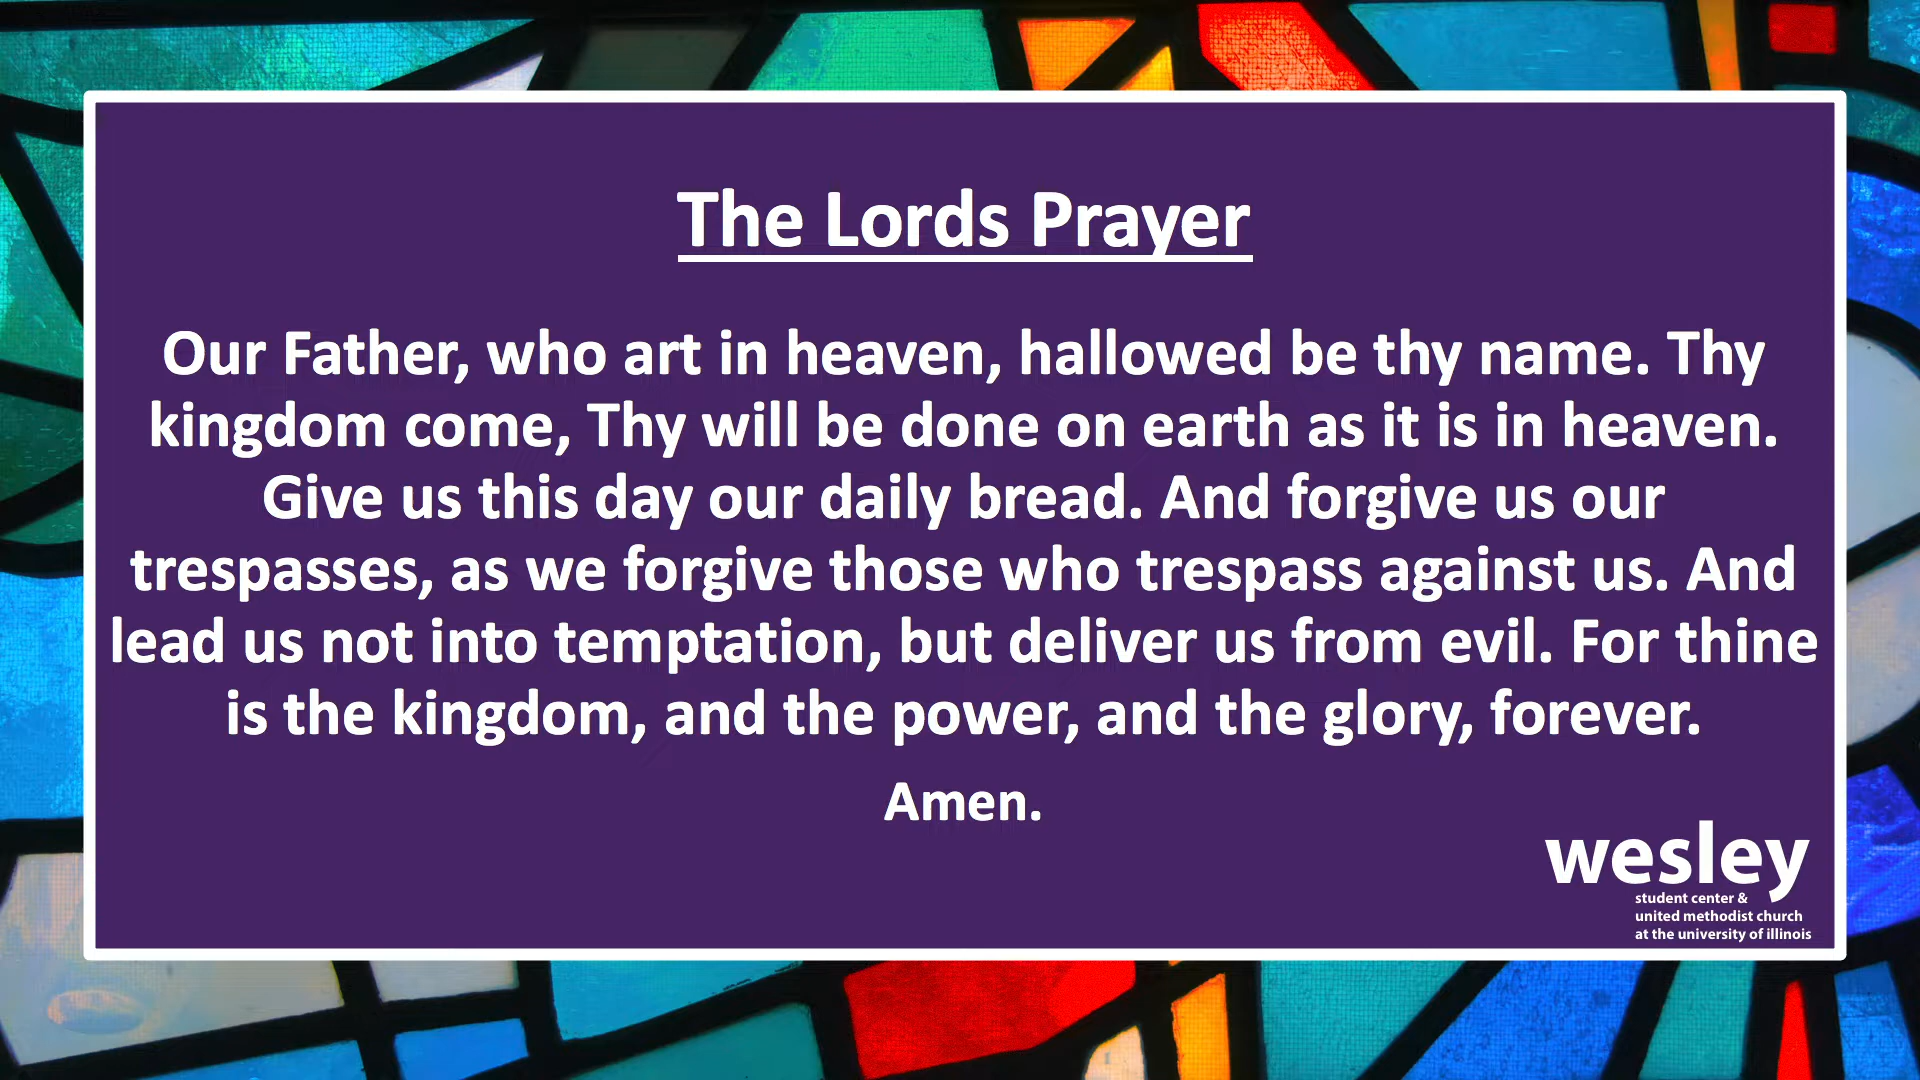 The Lords Prayer
Our Father, who art in heaven, hallowed be thy name. Thy
kingdom come, Thy will be done on earth as it is in heaven.
Give us this day our daily bread. And forgive us our
trespasses, as we forgive those who trespass against us. And
lead us not into temptation, but deliver us from evil. For thine
is the kingdom, and the power, and the glory, forever.
Amen.
wesley
student center &
united methodist church
at the university of illinois